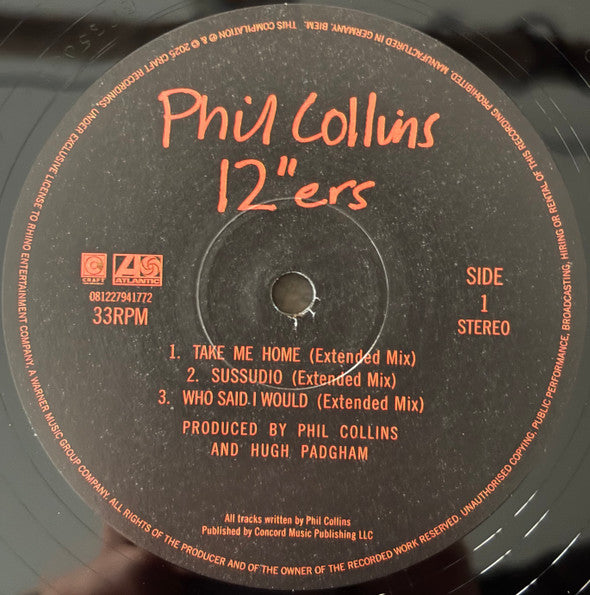 Phil Collins
12"ers
C
CRAFT
ATLANTIC
081227941772
33RPM
SIDE
1
STEREO
1. TAKE ME HOME (Extended Mix)
2. SUSSUDIO (Extended Mix)
3. WHO SAID I WOULD (Extended Mix)
PRODUCED BY PHIL COLLINS
AND HUGH PADGHAM
All tracks written by Phil Collins
Published by Concord Music Publishing LLC
THIS COMPILATION ℗ & © 2025 CRAFT RECORDINGS, UNDER EXCLUSIVE LICENSE TO RHINO ENTERTAINMENT COMPANY, A WARNER MUSIC GROUP COMPANY. ALL RIGHTS OF THE PRODUCER AND OF THE OWNER OF THE RECORDED WORK RESERVED. UNAUTHORISED COPYING, PUBLIC PERFORMANCE, BROADCASTING, HIRING OR RENTAL OF THIS RECORDING PROHIBITED. MANUFACTURED IN GERMANY. BIEM.